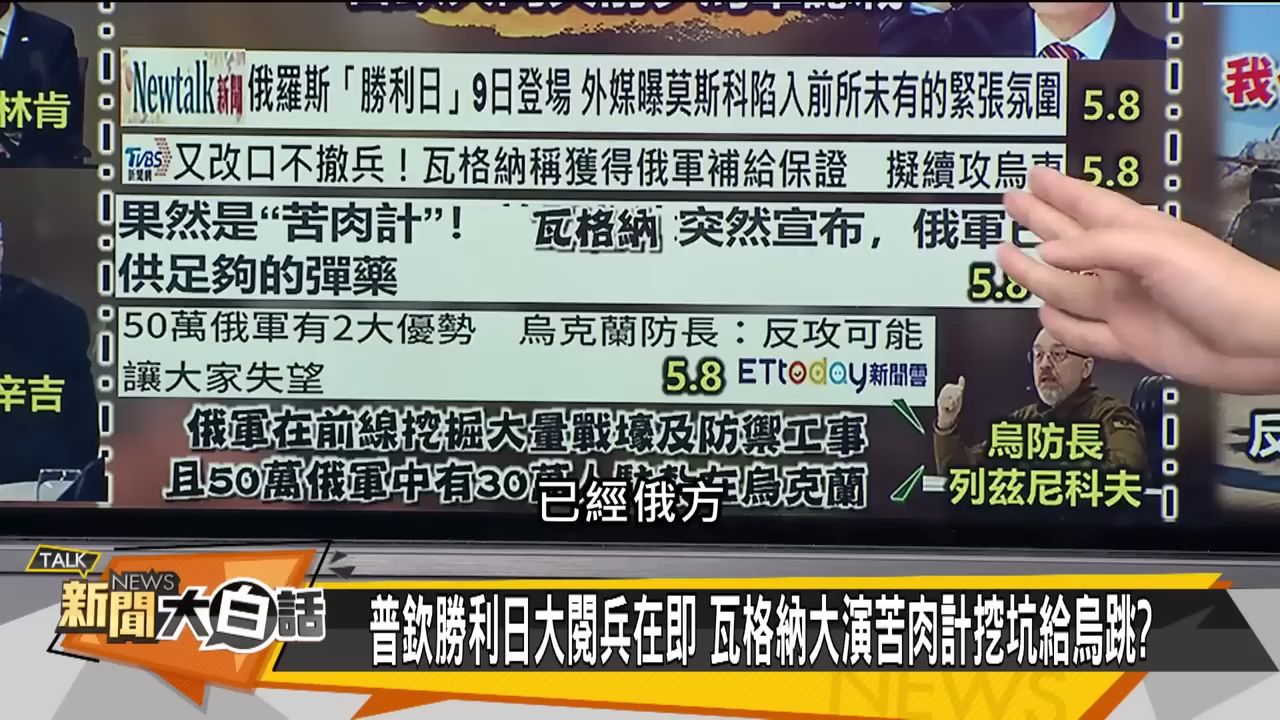 林肯
Newtalk新聞 俄羅斯「勝利日」9日登場 外媒曝莫斯科陷入前所未有的緊張氛圍 5.8
TVBS新聞網 又改口不撤兵!瓦格納稱獲得俄軍補給保證 擬續攻烏東 5.8
果然是“苦肉計”! 瓦格納 突然宣布,俄軍已
供足夠的彈藥 5.8
50萬俄軍有2大優勢 烏克蘭防長:反攻可能
讓大家失望 5.8 ETtoday新聞雲
辛吉
俄軍在前線挖掘大量戰壕及防禦工事
且50萬俄軍中有30萬人駐紮在烏克蘭
烏防長
列茲尼科夫
我
反
已經俄方
TALK
NEWS
新聞大白話
普欽勝利日大閱兵在即 瓦格納大演苦肉計挖坑給烏跳?
NEWS